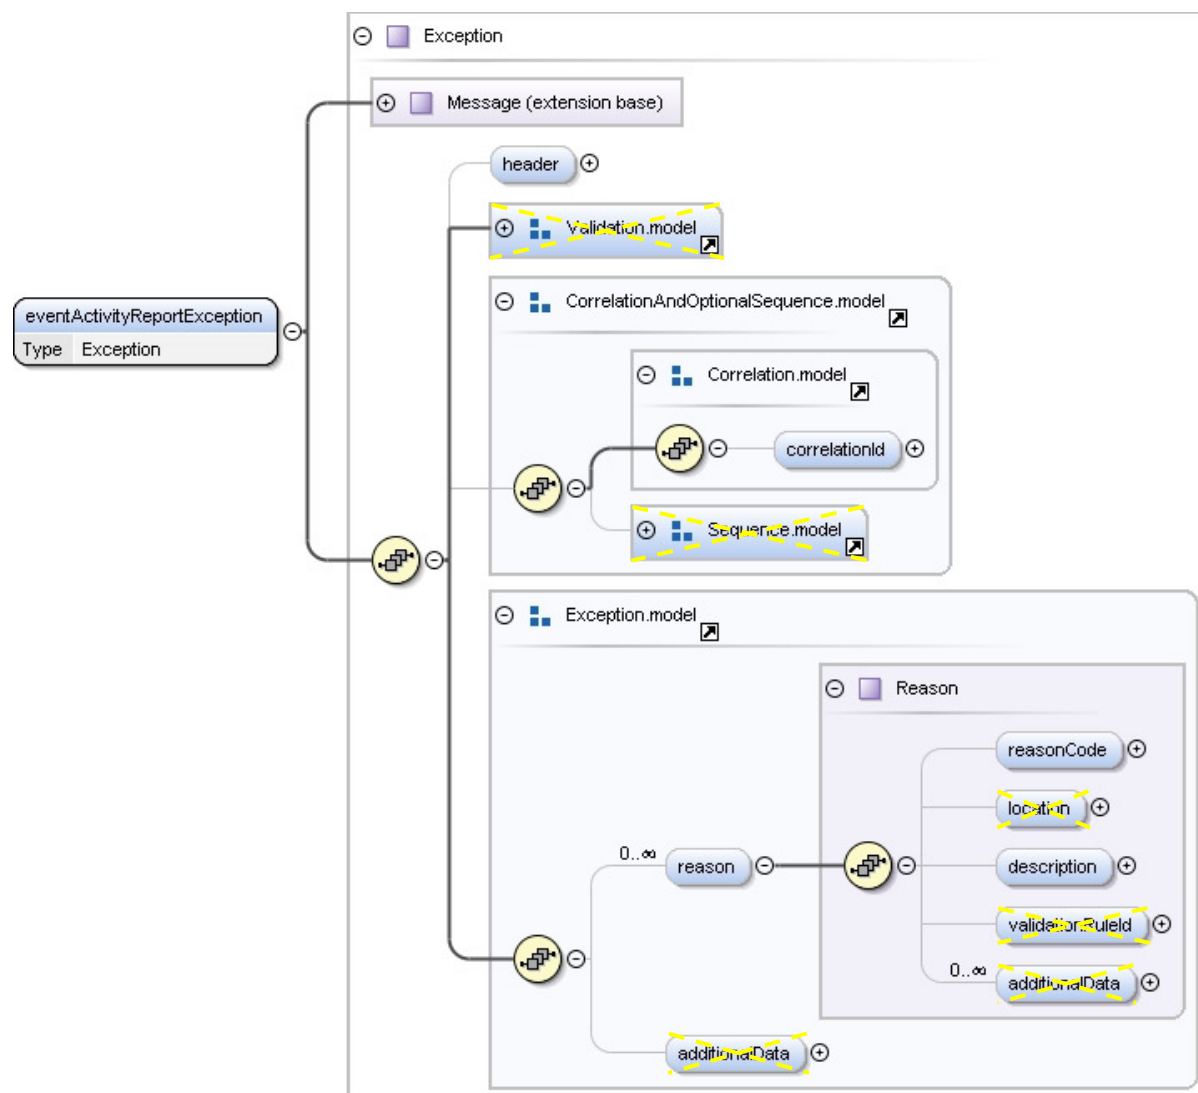 Exception
Message (extension base)
header
Validation.model
eventActivityReportException
Type Exception
CorrelationAndOptionalSequence.model
Correlation.model
correlationId
Sequence.model
Exception.model
Reason
reasonCode
location
0..∞ reason
description
validationRuleId
0..∞ additionalData
additionalData